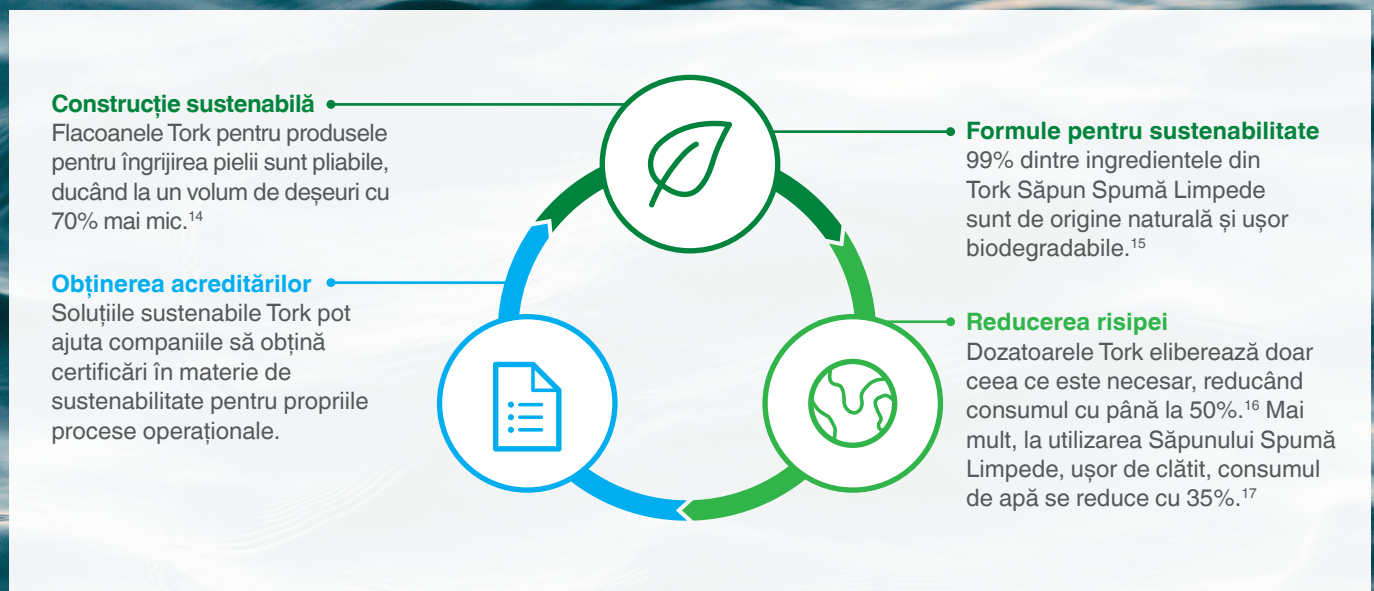 Construcție sustenabilă
Flacoanele Tork pentru produsele
pentru îngrijirea pielii sunt pliabile,
ducând la un volum de deșeuri cu
70% mai mic.14
Obținerea acreditărilor
Soluțiile sustenabile Tork pot
ajuta companiile să obțină
certificări în materie de
sustenabilitate pentru propriile
procese operaționale.
Formule pentru sustenabilitate
99% dintre ingredientele din
Tork Săpun Spumă Limpede
sunt de origine naturală și ușor
biodegradabile.15
Reducerea risipei
Dozatoarele Tork eliberează doar
ceea ce este necesar, reducând
consumul cu până la 50%.16 Mai
mult, la utilizarea Săpunului Spumă
Limpede, ușor de clătit, consumul
de apă se reduce cu 35%.17